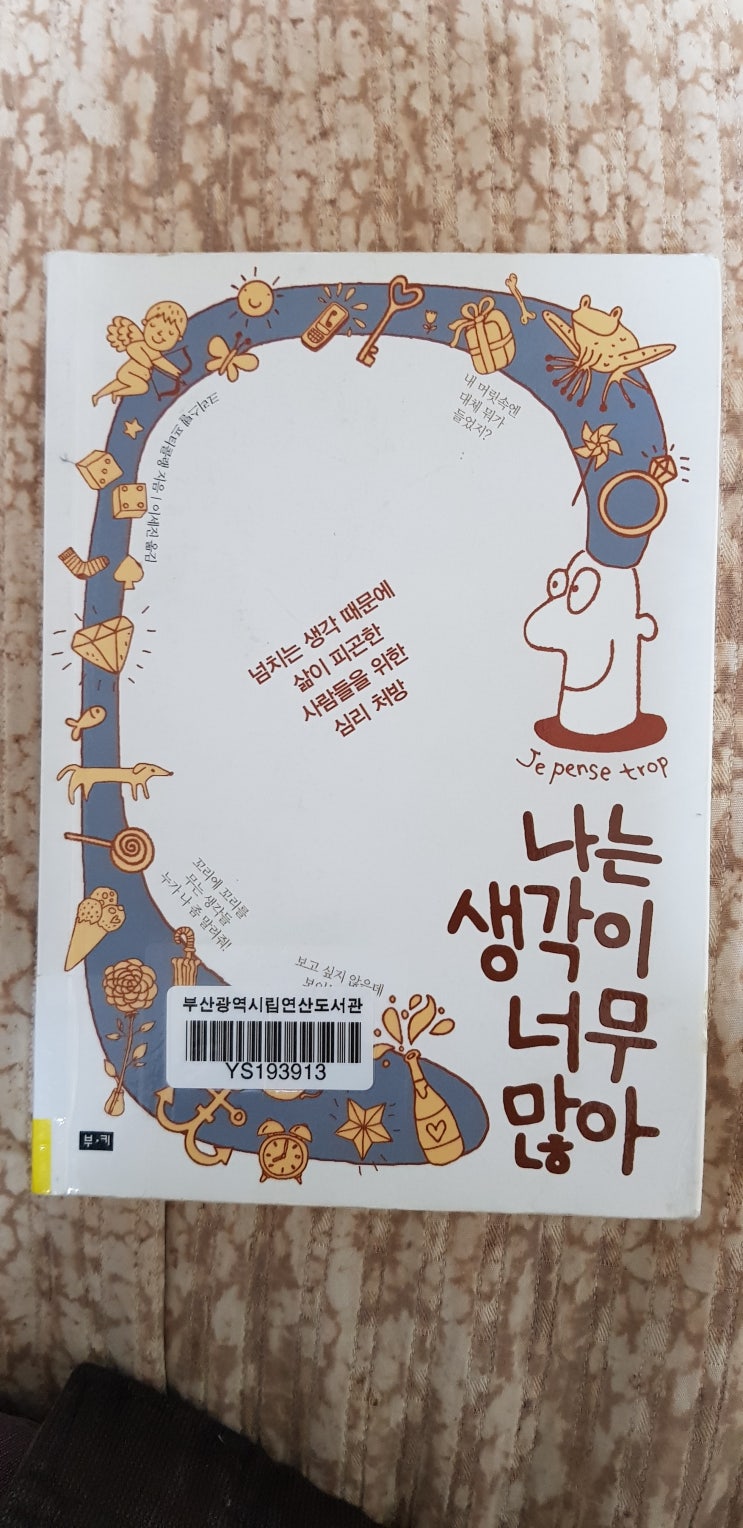 크리스텔 프티콜랭 지음 | 이세진 옮김
내 머릿속엔
대체 뭐가
들었지?
넘치는 생각 때문에
삶이 피곤한
사람들을 위한
심리 처방
Je pense trop
나는
생각이
너무
많아
꼬리에 꼬리를
무는 생각들
누가 나 좀 말려줘!
보고 싶지 않은데
부산광역시립연산도서관
YS193913
부·키